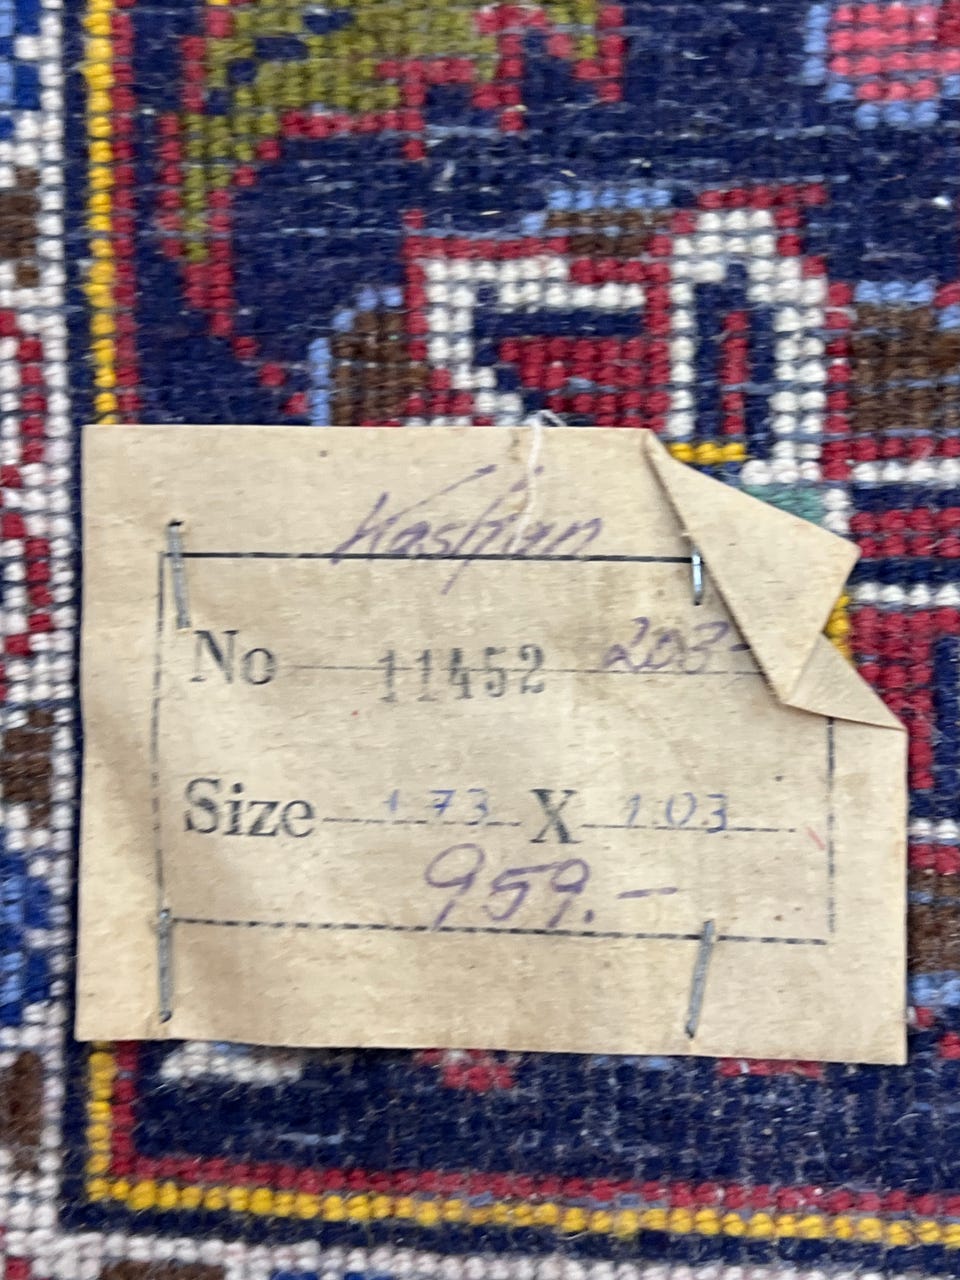 Kashan
No 11452 203-
Size 1 73 X 1 03
959.-